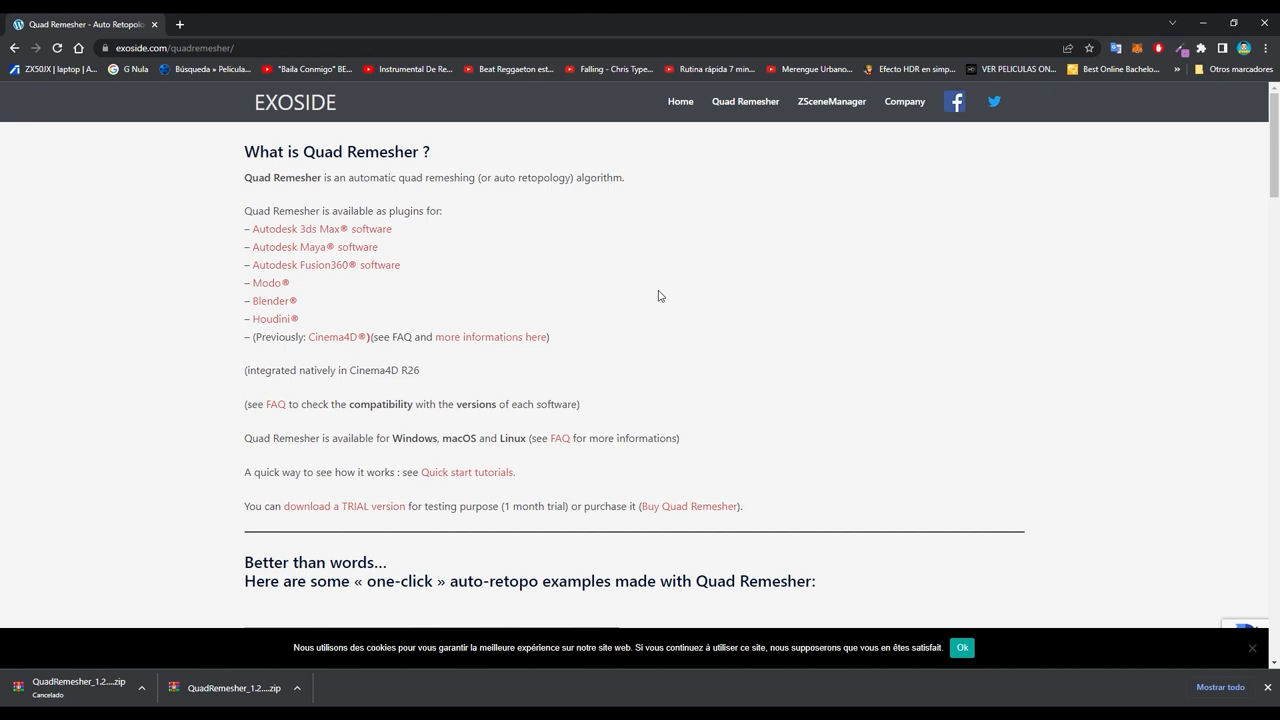 Quad Remesher - Auto Retopolo
exoside.com/quadremesher/
ZX50JX | laptop | A...
G Nula
Búsqueda » Pelicula...
"Baila Conmigo" BE...
Instrumental De Re...
Beat Reggaeton est...
Falling - Chris Type...
Rutina rápida 7 min...
Merengue Urbano...
Efecto HDR en simp...
VER PELICULAS ON...
Best Online Bachelo...
»
Otros marcadores
EXOSIDE
Home
Quad Remesher
ZSceneManager
Company
What is Quad Remesher ?
Quad Remesher is an automatic quad remeshing (or auto retopology) algorithm.
Quad Remesher is available as plugins for:
– Autodesk 3ds Max® software
– Autodesk Maya® software
– Autodesk Fusion360® software
– Modo®
– Blender®
– Houdini®
– (Previously: Cinema4D®)(see FAQ and more informations here)
(integrated natively in Cinema4D R26
(see FAQ to check the compatibility with the versions of each software)
Quad Remesher is available for Windows, macOS and Linux (see FAQ for more informations)
A quick way to see how it works : see Quick start tutorials.
You can download a TRIAL version for testing purpose (1 month trial) or purchase it (Buy Quad Remesher).
Better than words…
Here are some « one-click » auto-retopo examples made with Quad Remesher:
Nous utilisons des cookies pour vous garantir la meilleure expérience sur notre site web. Si vous continuez à utiliser ce site, nous supposerons que vous en êtes satisfait.
Ok
QuadRemesher_1.2....zip
Cancelado
QuadRemesher_1.2....zip
Mostrar todo